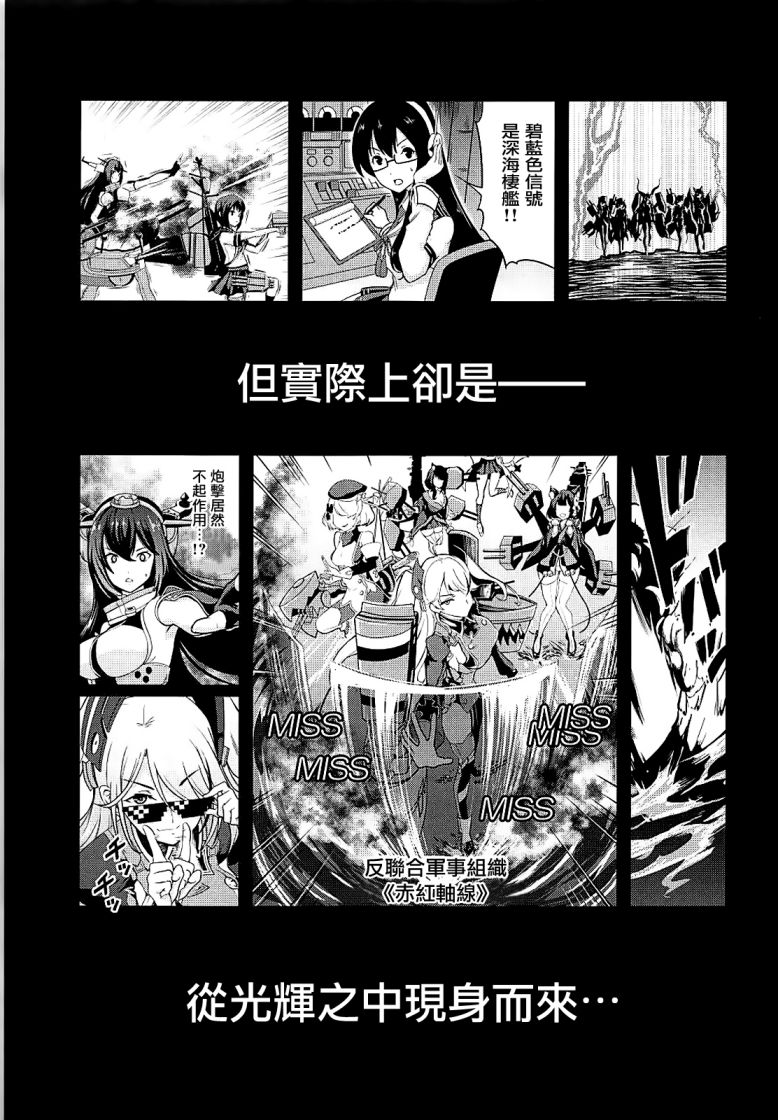 碧藍色信號
是深海棲艦!!
但實際上卻是——
MISS
MISS
MISS
MISS
MISS
反聯合軍事組織
《赤紅軸線》
炮擊居然
不起作用…!?
チッ
チッ
從光輝之中現身而來…